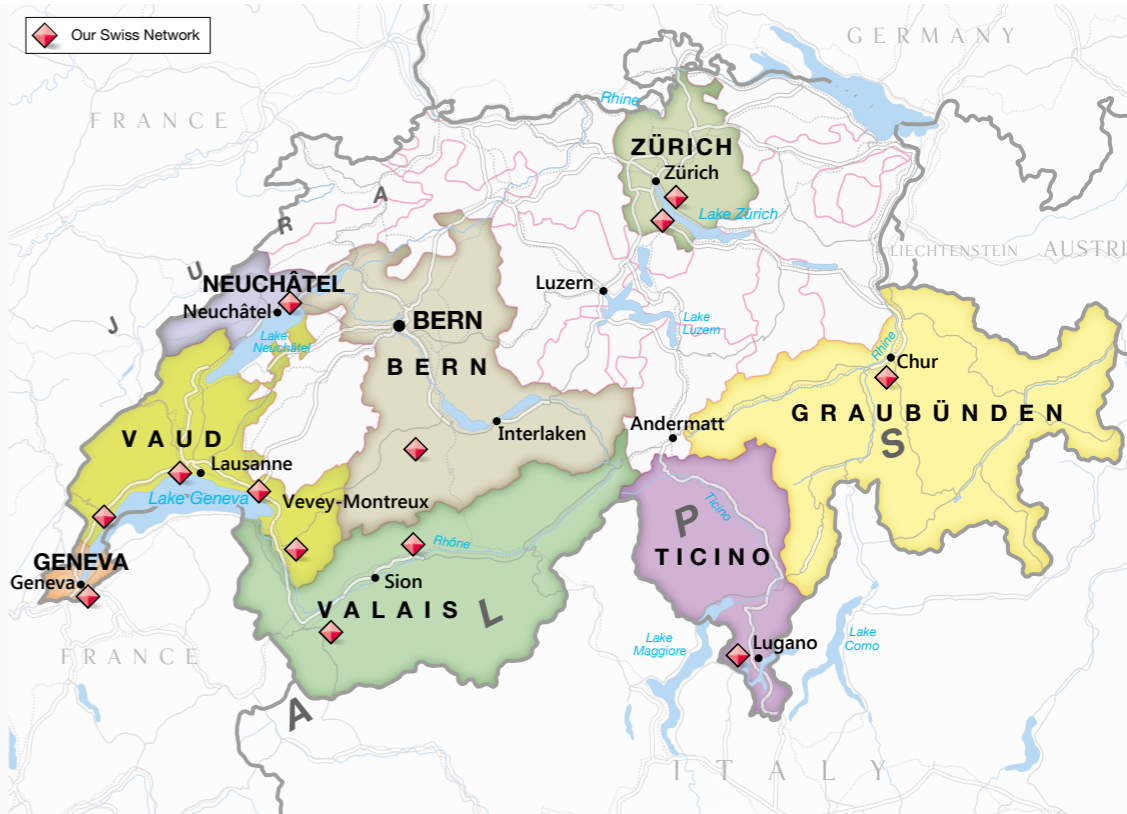 Our Swiss Network
GERMANY
FRANCE
Rhine
ZÜRICH
Zürich
Lake Zürich
J U R A
LIECHTENSTEIN
AUSTRI
NEUCHÂTEL
Neuchâtel
Lake
Neuchâtel
Luzern
Lake
Luzern
BERN
BERN
Rhine
Chur
GRAUBÜNDEN
Interlaken
Andermatt
VAUD
Lausanne
Lake Geneva
Vevey-Montreux
Ticino
TICINO
Rhône
GENEVA
Geneva
Sion
VALAIS
A L P S
FRANCE
Lake
Maggiore
Lugano
Lake
Como
ITALY